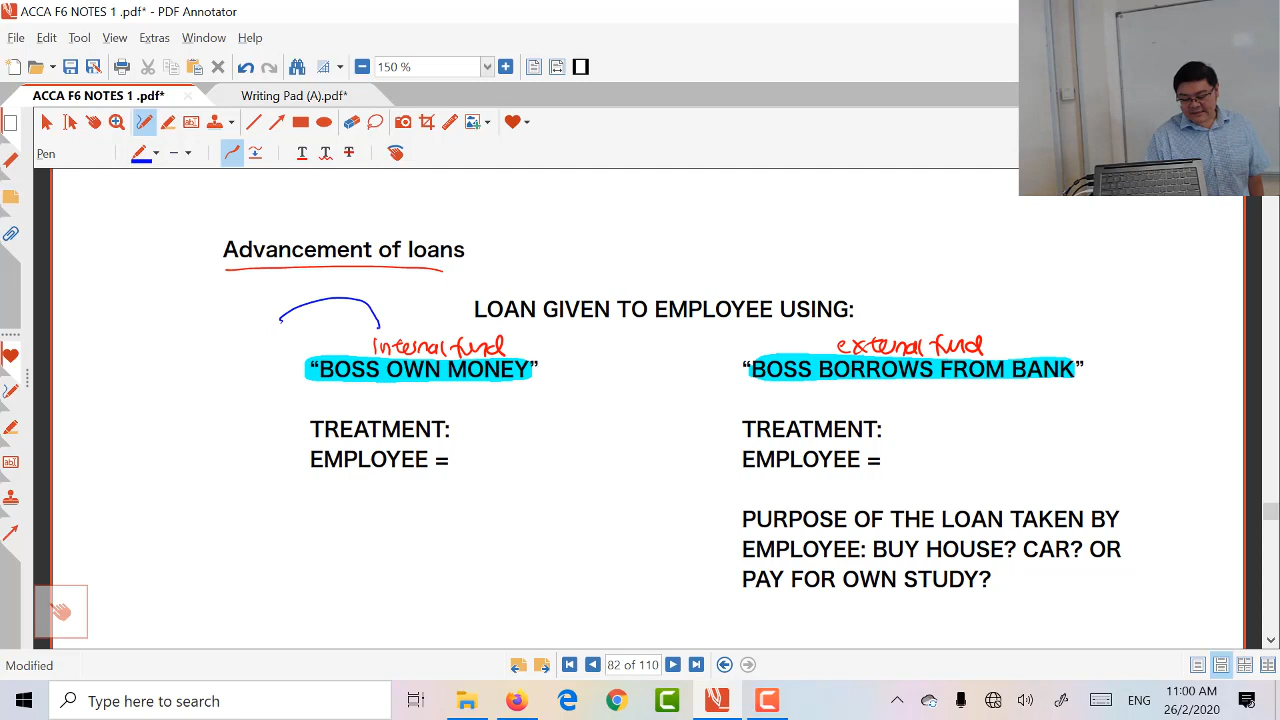 ACCA F6 NOTES 1 .pdf* - PDF Annotator
File Edit Tool View Extras Window Help
150 %
ACCA F6 NOTES 1 .pdf* Writing Pad (A).pdf*
Pen
Advancement of loans
LOAN GIVEN TO EMPLOYEE USING:
internal fund external fund
“BOSS OWN MONEY” “BOSS BORROWS FROM BANK”
TREATMENT: TREATMENT:
EMPLOYEE = EMPLOYEE =
PURPOSE OF THE LOAN TAKEN BY
EMPLOYEE: BUY HOUSE? CAR? OR
PAY FOR OWN STUDY?
Modified 82 of 110
Type here to search ENG 11:00 AM
26/2/2020